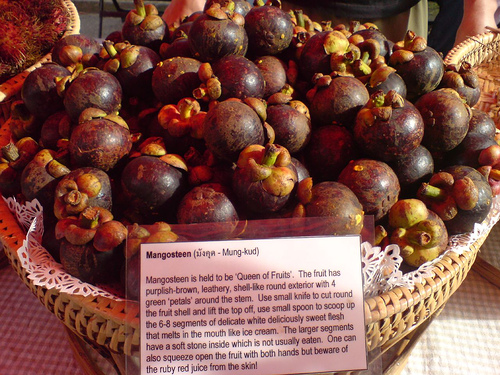 Mangosteen (มังคุด - Mung-kud)
Mangosteen is held to be 'Queen of Fruits'. The fruit has
purplish-brown, leathery, shell-like round exterior with 4
green 'petals' around the stem. Use small knife to cut round
the fruit shell and lift the top off, use small spoon to scoop up
the 6-8 segments of delicate white deliciously sweet flesh
that melts in the mouth like ice cream. The larger segments
have a soft stone inside which is not usually eaten. One can
also squeeze open the fruit with both hands but beware of
the ruby red juice from the skin!